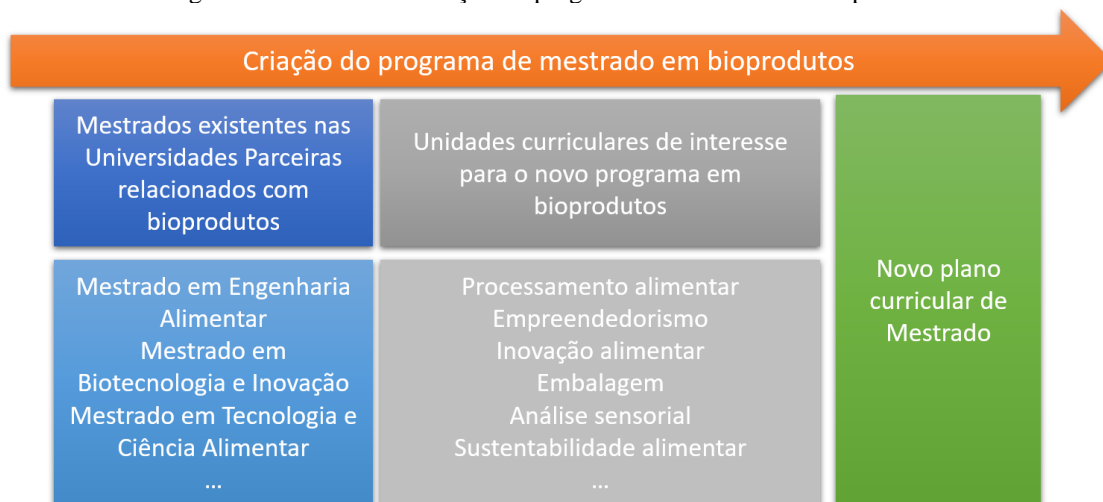 Criação do programa de mestrado em bioprodutos
Mestrados existentes nas
Universidades Parceiras
relacionados com
bioprodutos
Unidades curriculares de interesse
para o novo programa em
bioprodutos
Mestrado em Engenharia
Alimentar
Mestrado em
Biotecnologia e Inovação
Mestrado em Tecnologia e
Ciência Alimentar
...
Processamento alimentar
Empreendedorismo
Inovação alimentar
Embalagem
Análise sensorial
Sustentabilidade alimentar
...
Novo plano
curricular de
Mestrado